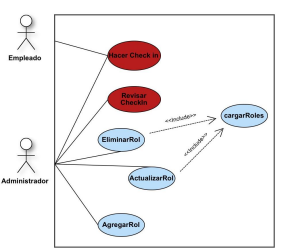 Empleado
Hacer Check in
Revisar
CheckIn
<<Include>>
cargarRoles
EliminarRol
<<Include>>
Administrador
ActualizarRol
AgregarRol